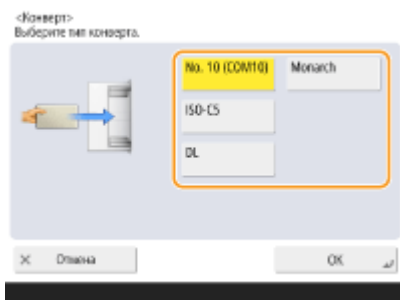 <Конверт>
Выберите тип конверта.
No. 10 (COM10)
Monarch
ISO-C5
DL
× Отмена
OK